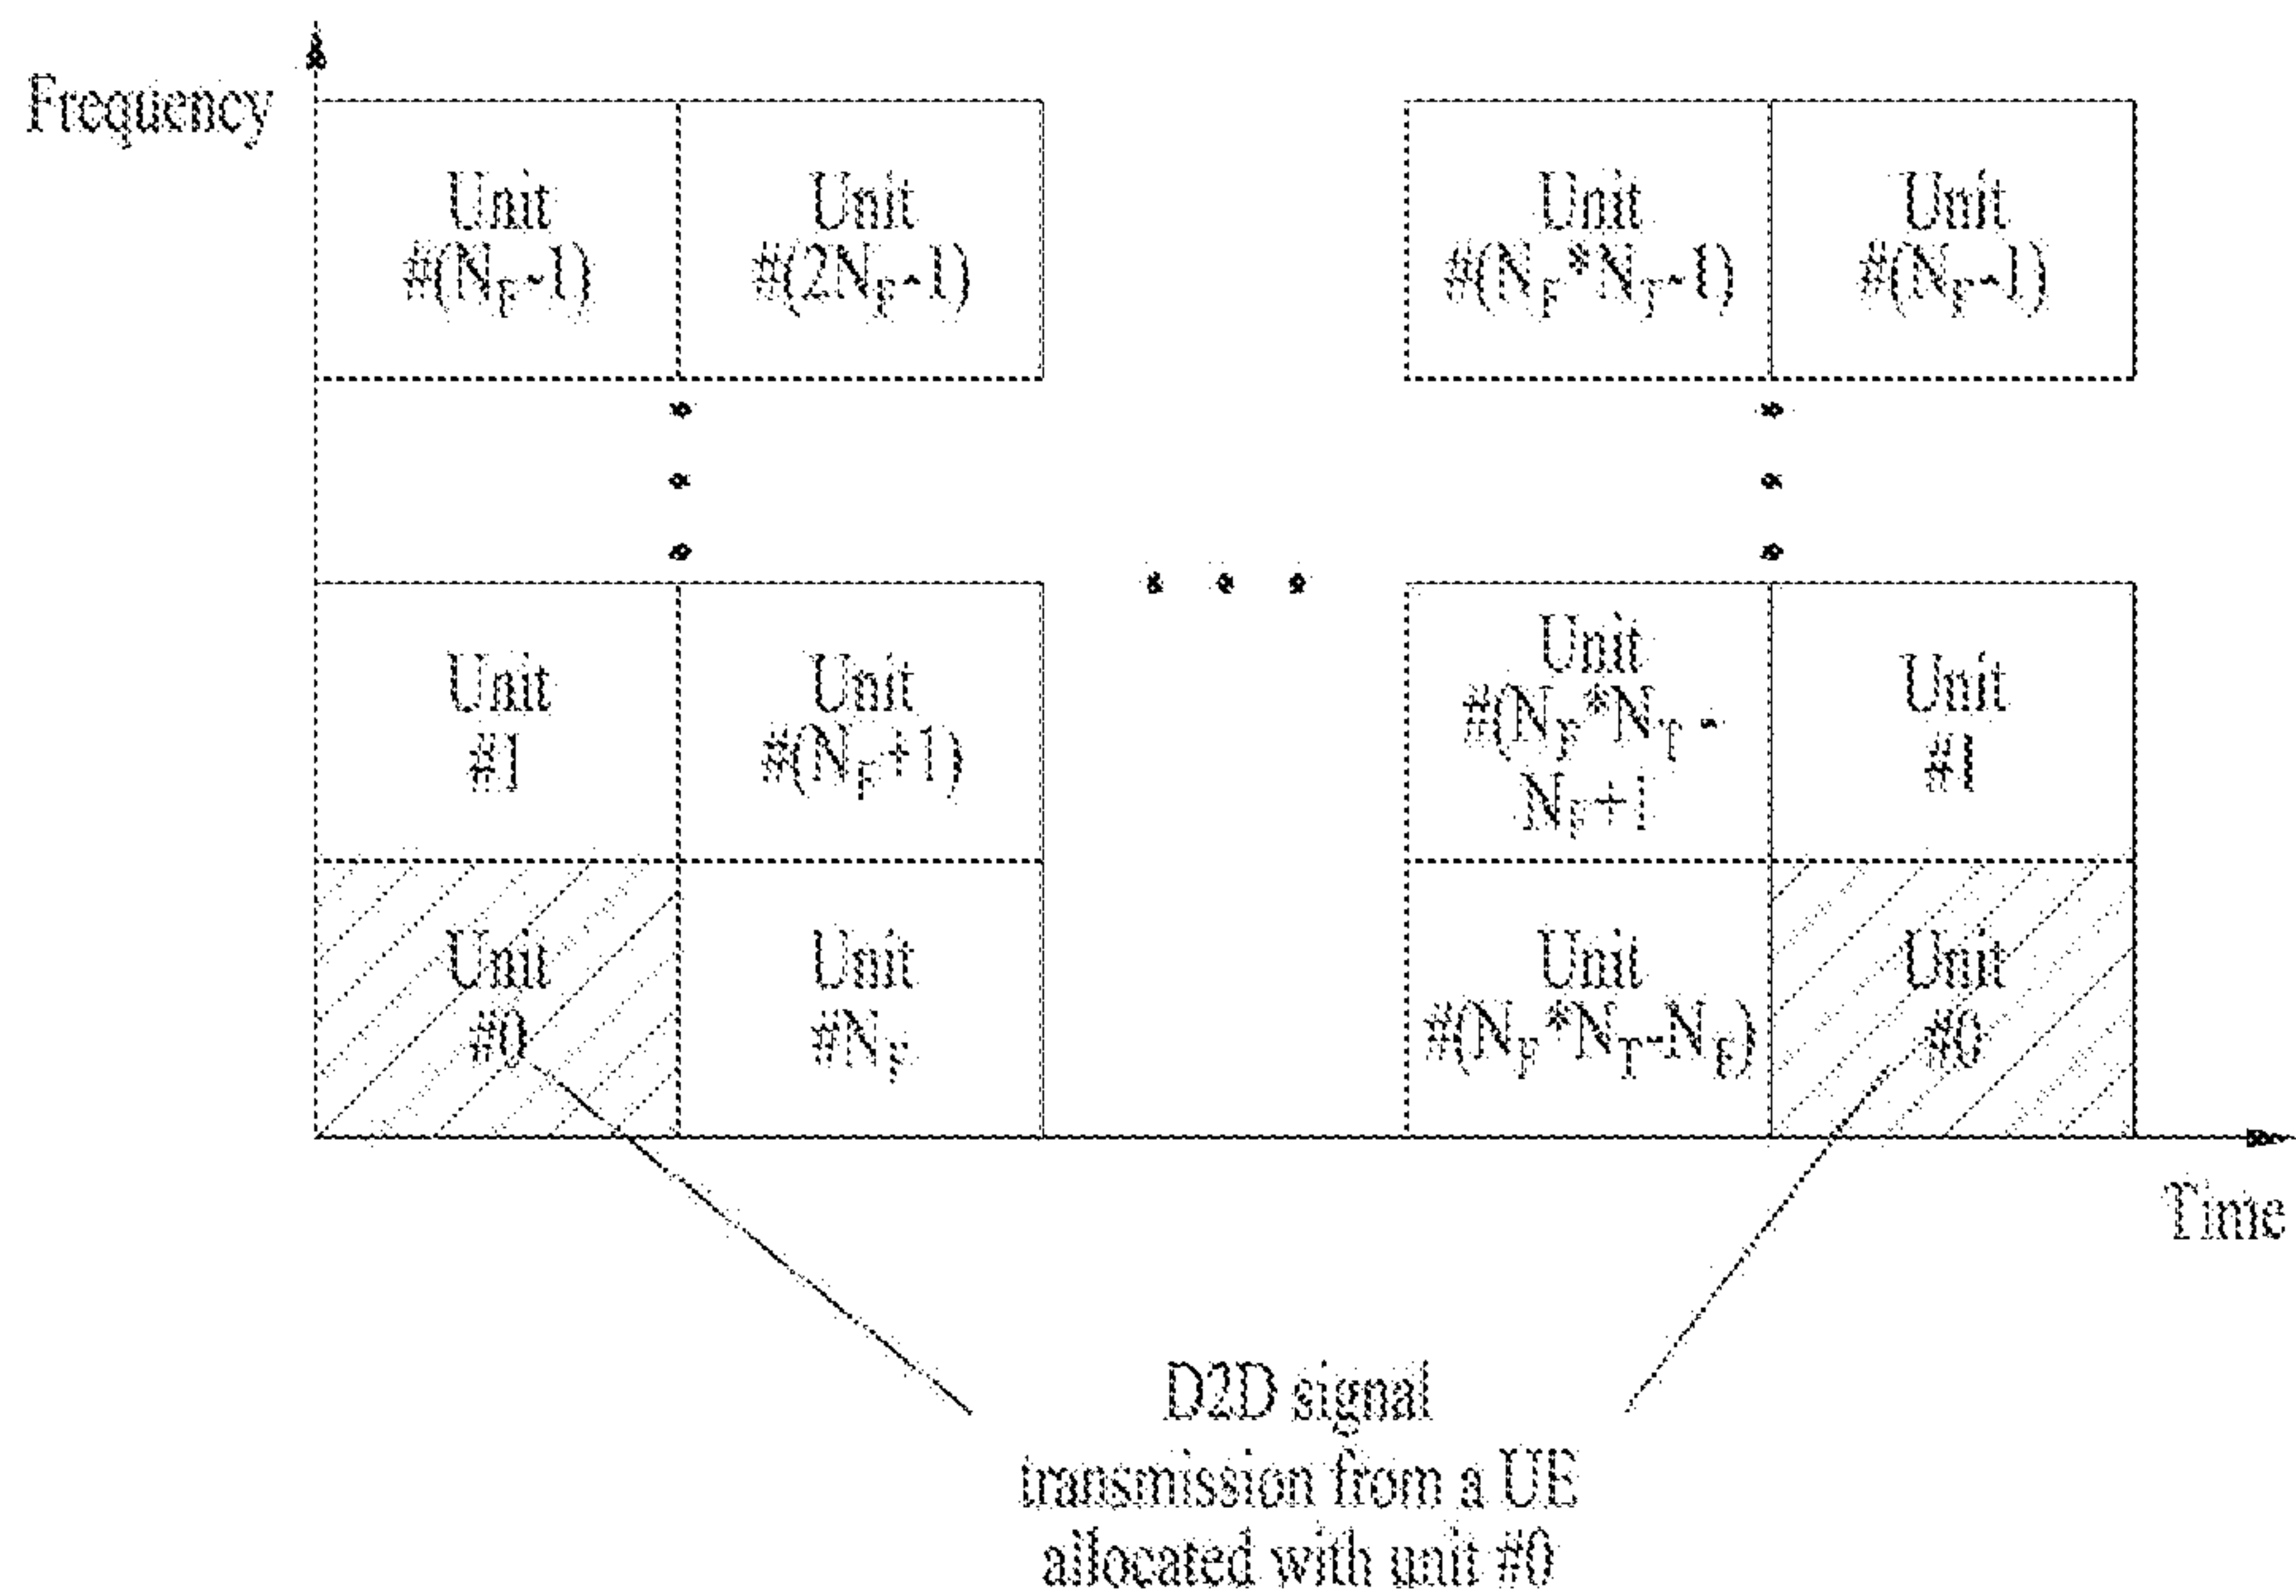 Frequency
Unit
#(N_F-1)
Unit
#(2N_F-1)
Unit
#(N_F*N_T-1)
Unit
#(N_F-1)
Unit
#1
Unit
#(N_F+1)
Unit
#(N_F*N_T-
N_F+1
Unit
#1
Unit
#0
Unit
#N_F
Unit
#(N_F*N_T-N_F)
Unit
#0
Time
D2D signal
transmission from a UE
allocated with unit #0